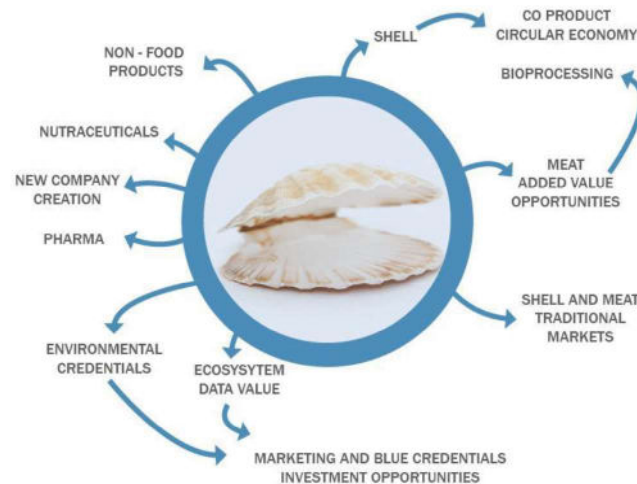 SHELL
CO PRODUCT
CIRCULAR ECONOMY
BIOPROCESSING
MEAT
ADDED VALUE
OPPORTUNITIES
SHELL AND MEAT
TRADITIONAL
MARKETS
NON - FOOD
PRODUCTS
NUTRACEUTICALS
NEW COMPANY
CREATION
PHARMA
ENVIRONMENTAL
CREDENTIALS
ECOSYSYTEM
DATA VALUE
MARKETING AND BLUE CREDENTIALS
INVESTMENT OPPORTUNITIES